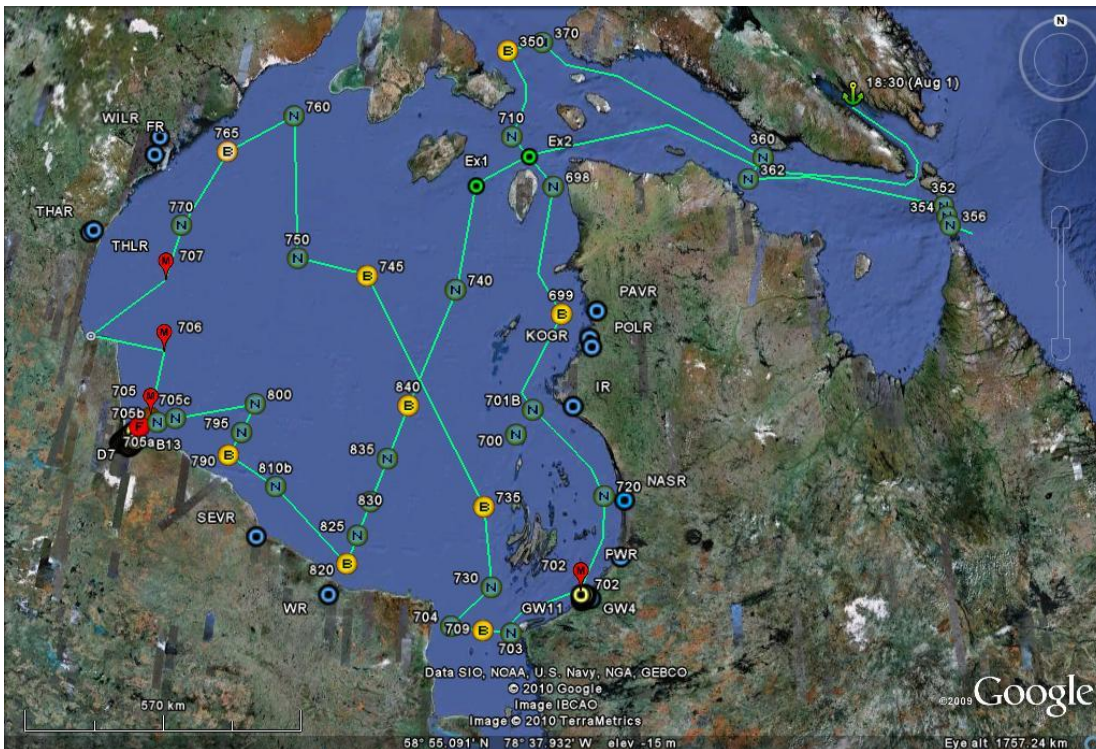 N
350
370
18:30 (Aug 1)
WILR
FR
765
760
710
Ex2
Ex1
360
362
698
352
354
356
THAR
THLR
770
707
750
745
740
699
PAVR
KOGR
POLR
706
IR
705
705c
705b
705a
B13
D7
800
795
790
840
701B
700
835
810b
830
735
720
NASR
SEVR
825
820
PWR
702
702
730
WR
704
709
703
GW11
GW4
Data SIO, NOAA, U.S. Navy, NGA, GEBCO
© 2010 Google
Image IBCAO
Image © 2010 TerraMetrics
©2009 Google
570 km
58° 55.091' N 78° 37.932' W elev -15 m
Eye alt 1757.24 km